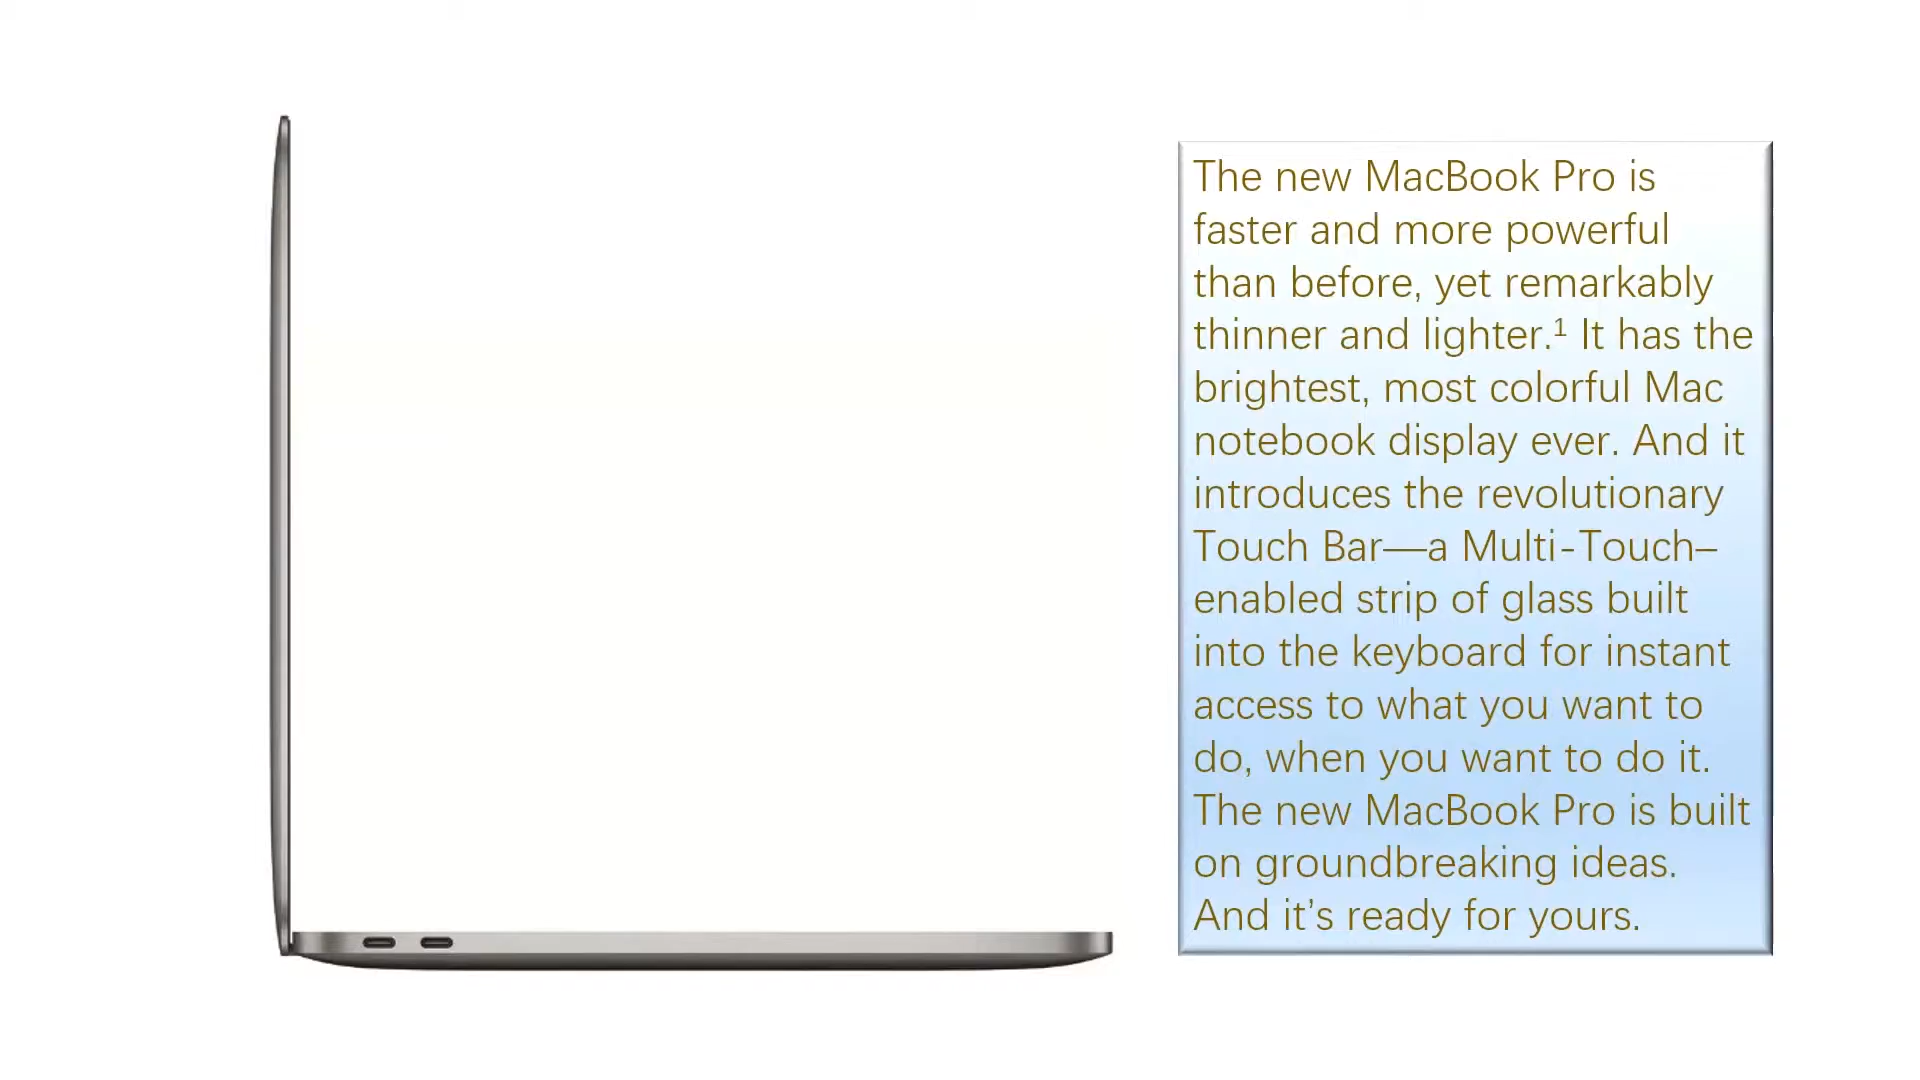 The new MacBook Pro is
faster and more powerful
than before, yet remarkably
thinner and lighter.¹ It has the
brightest, most colorful Mac
notebook display ever. And it
introduces the revolutionary
Touch Bar—a Multi-Touch–
enabled strip of glass built
into the keyboard for instant
access to what you want to
do, when you want to do it.
The new MacBook Pro is built
on groundbreaking ideas.
And it’s ready for yours.